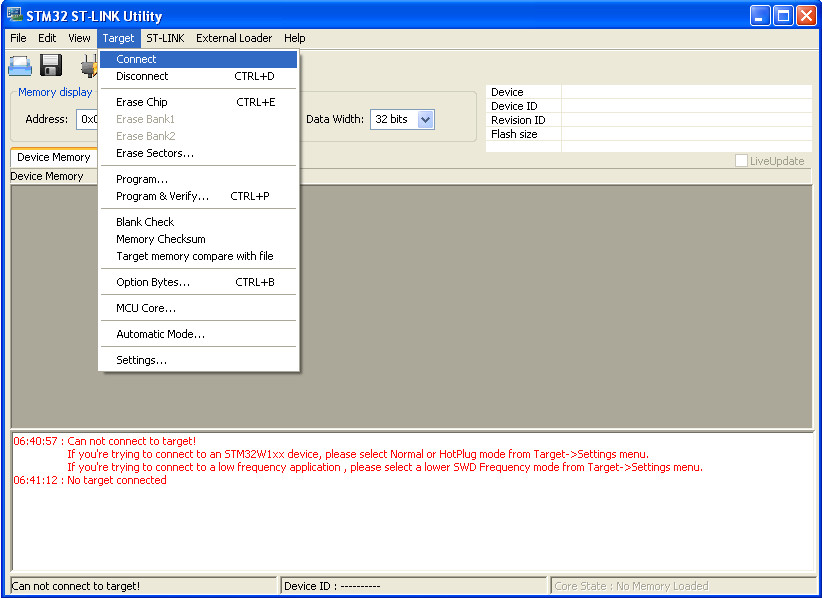 STM32 ST-LINK Utility
File Edit View Target ST-LINK External Loader Help
Connect
Disconnect CTRL+D
Erase Chip CTRL+E
Erase Bank1
Erase Bank2
Erase Sectors...
Program...
Program & Verify... CTRL+P
Blank Check
Memory Checksum
Target memory compare with file
Option Bytes... CTRL+B
MCU Core...
Automatic Mode...
Settings...
Memory display
Address: Data Width: 32 bits
Device
Device ID
Revision ID
Flash size
LiveUpdate
Device Memory
Device Memory
06:40:57 : Can not connect to target!
If you're trying to connect to an STM32W1xx device, please select Normal or HotPlug mode from Target->Settings menu.
If you're trying to connect to a low frequency application , please select a lower SWD Frequency mode from Target->Settings menu.
06:41:12 : No target connected
Can not connect to target! Device ID : ---------- Core State : No Memory Loaded